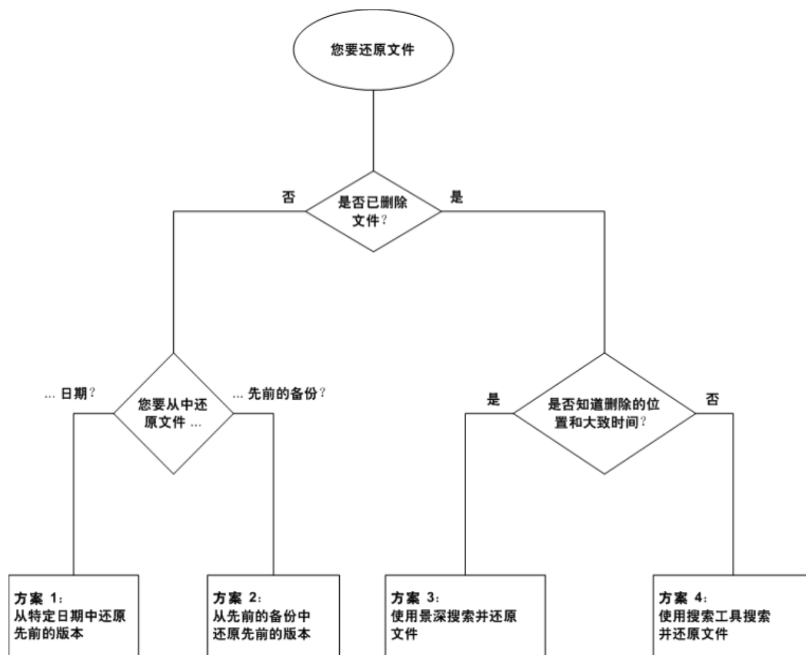 您要还原文件
否
是否已删除
文件?
是
... 日期?
... 先前的备份?
您要从中还
原文件 ...
是
是否知道删除的位
置和大致时间?
否
方案 1:
从特定日期中还原
先前的版本
方案 2:
从先前的备份中
还原先前的版本
方案 3:
使用景深搜索并还原
文件
方案 4:
使用搜索工具搜索
并还原文件